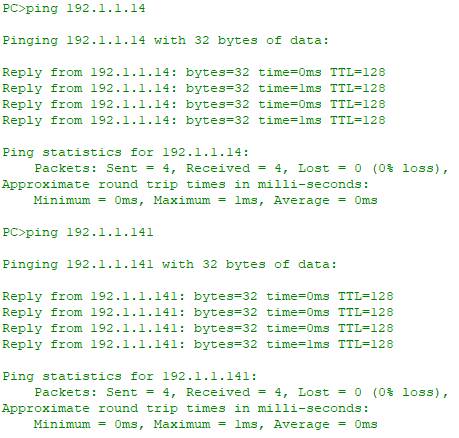 PC>ping 192.1.1.14
Pinging 192.1.1.14 with 32 bytes of data:
Reply from 192.1.1.14: bytes=32 time=0ms TTL=128
Reply from 192.1.1.14: bytes=32 time=1ms TTL=128
Reply from 192.1.1.14: bytes=32 time=0ms TTL=128
Reply from 192.1.1.14: bytes=32 time=1ms TTL=128
Ping statistics for 192.1.1.14:
    Packets: Sent = 4, Received = 4, Lost = 0 (0% loss),
Approximate round trip times in milli-seconds:
    Minimum = 0ms, Maximum = 1ms, Average = 0ms
PC>ping 192.1.1.141
Pinging 192.1.1.141 with 32 bytes of data:
Reply from 192.1.1.141: bytes=32 time=0ms TTL=128
Reply from 192.1.1.141: bytes=32 time=0ms TTL=128
Reply from 192.1.1.141: bytes=32 time=0ms TTL=128
Reply from 192.1.1.141: bytes=32 time=1ms TTL=128
Ping statistics for 192.1.1.141:
    Packets: Sent = 4, Received = 4, Lost = 0 (0% loss),
Approximate round trip times in milli-seconds:
    Minimum = 0ms, Maximum = 1ms, Average = 0ms